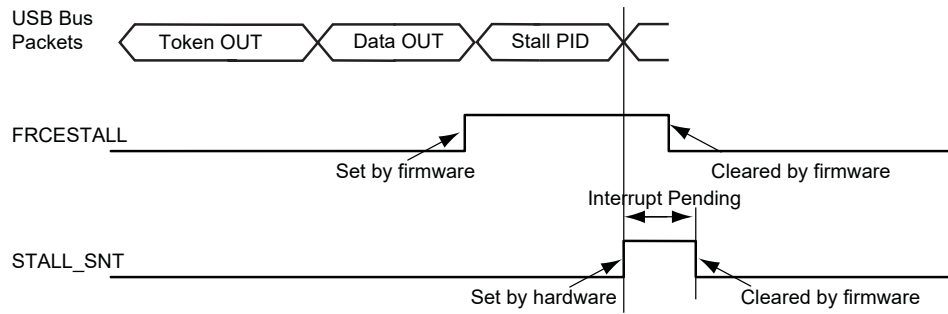 USB Bus
Packets
Token OUT
Data OUT
Stall PID
FRCESTALL
Set by firmware
Cleared by firmware
Interrupt Pending
STALL_SNT
Set by hardware
Cleared by firmware